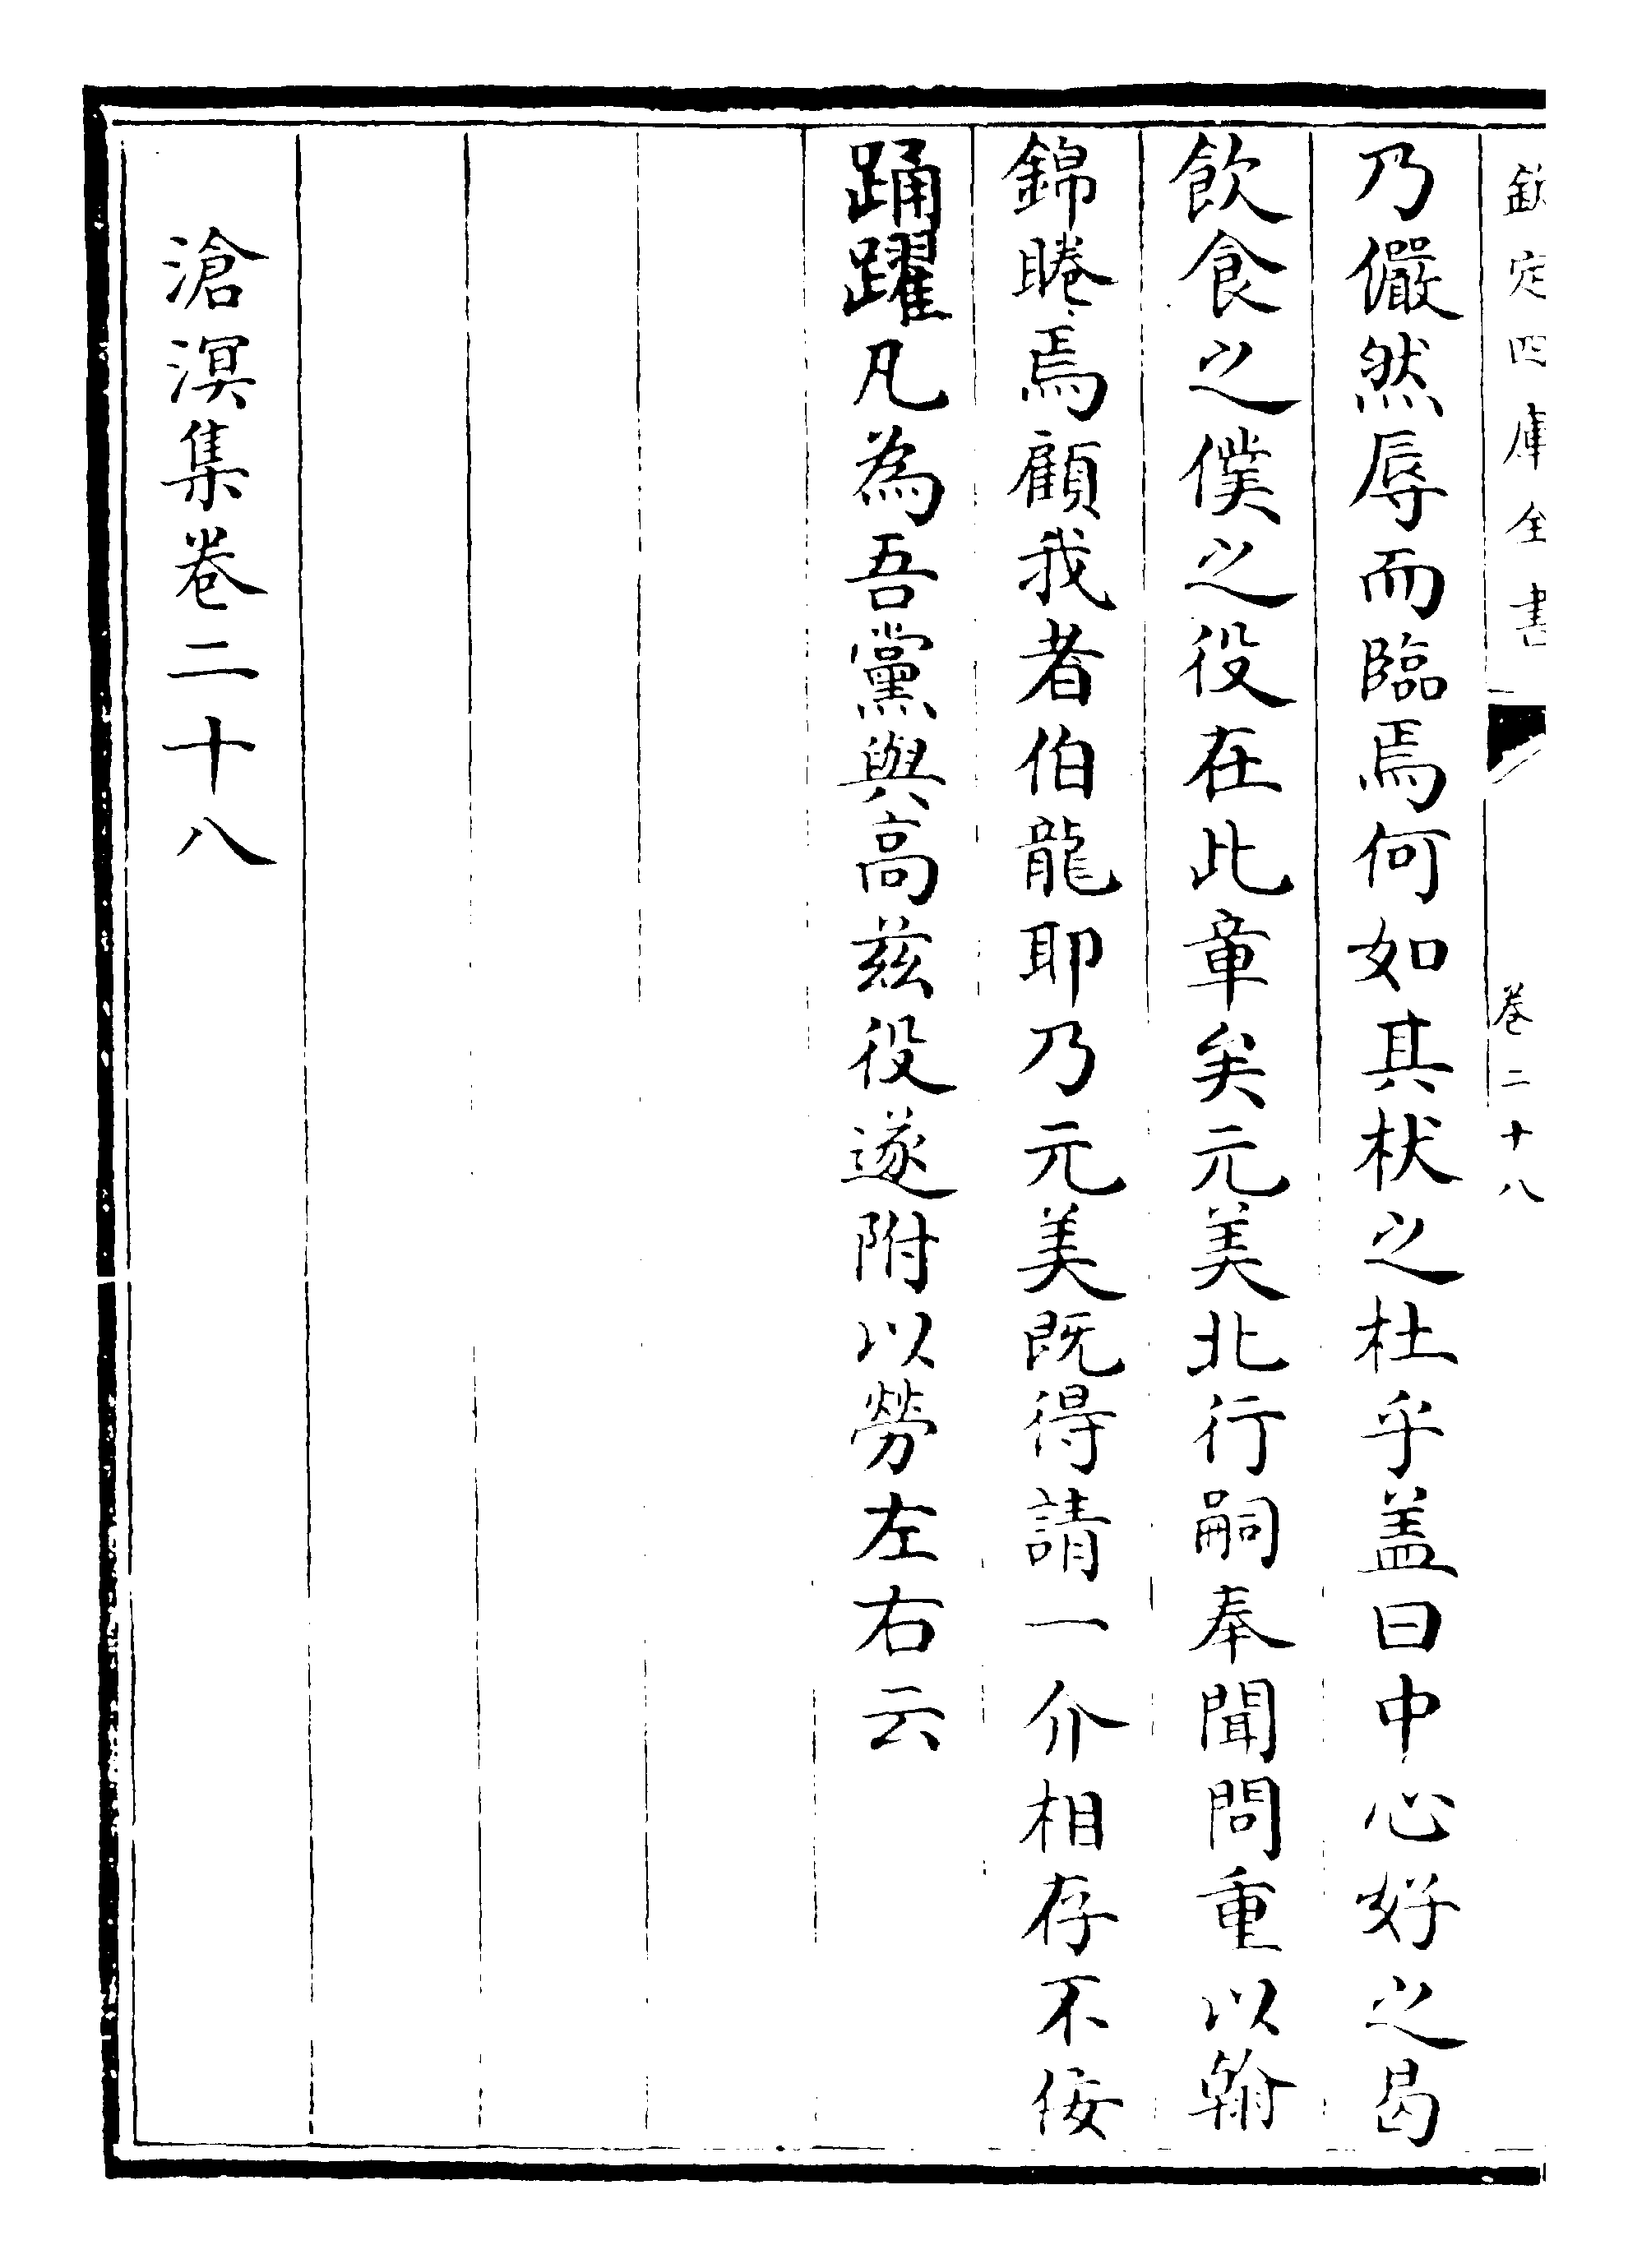 欽定四庫全書
卷二十八
乃儼然辱而臨焉何如其杕之杜乎盖曰中心好之曷
飲食之僕之役在此章矣元美北行嗣奉聞問重以翰
錦睠焉顧我者伯龍耶乃元美既得請一介相存不佞
踊躍凡為吾黨與高兹役遂附以勞左右云
滄溟集卷二十八